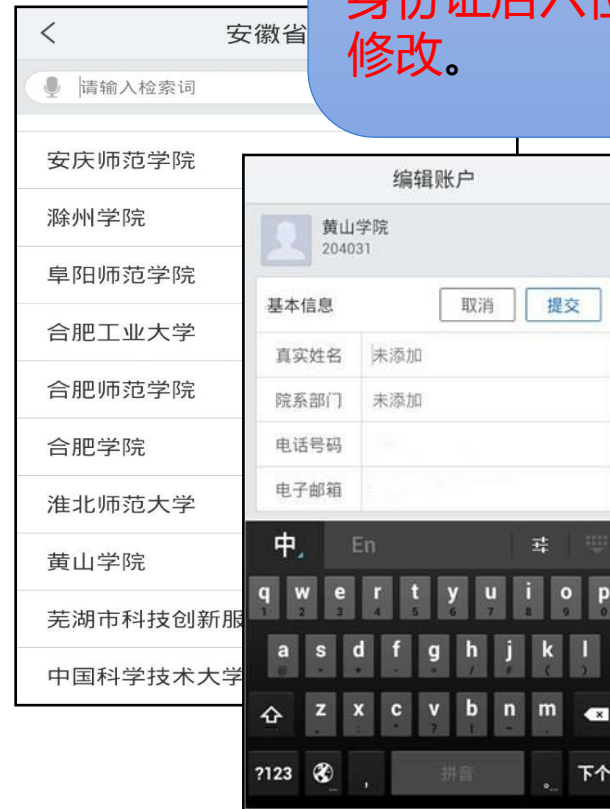 身份证后六位
修改。
安徽省
请输入检索词
安庆师范学院
滁州学院
阜阳师范学院
合肥工业大学
合肥师范学院
合肥学院
淮北师范大学
黄山学院
芜湖市科技创新服
中国科学技术大学
编辑账户
黄山学院
204031
基本信息 取消 提交
真实姓名 未添加
院系部门 未添加
电话号码
电子邮箱
中 En
q w e r t y u i o p
1 2 3 4 5 6 7 8 9 0
a s d f g h j k l
z x c v b n m
?123 , 拼音 。 下个